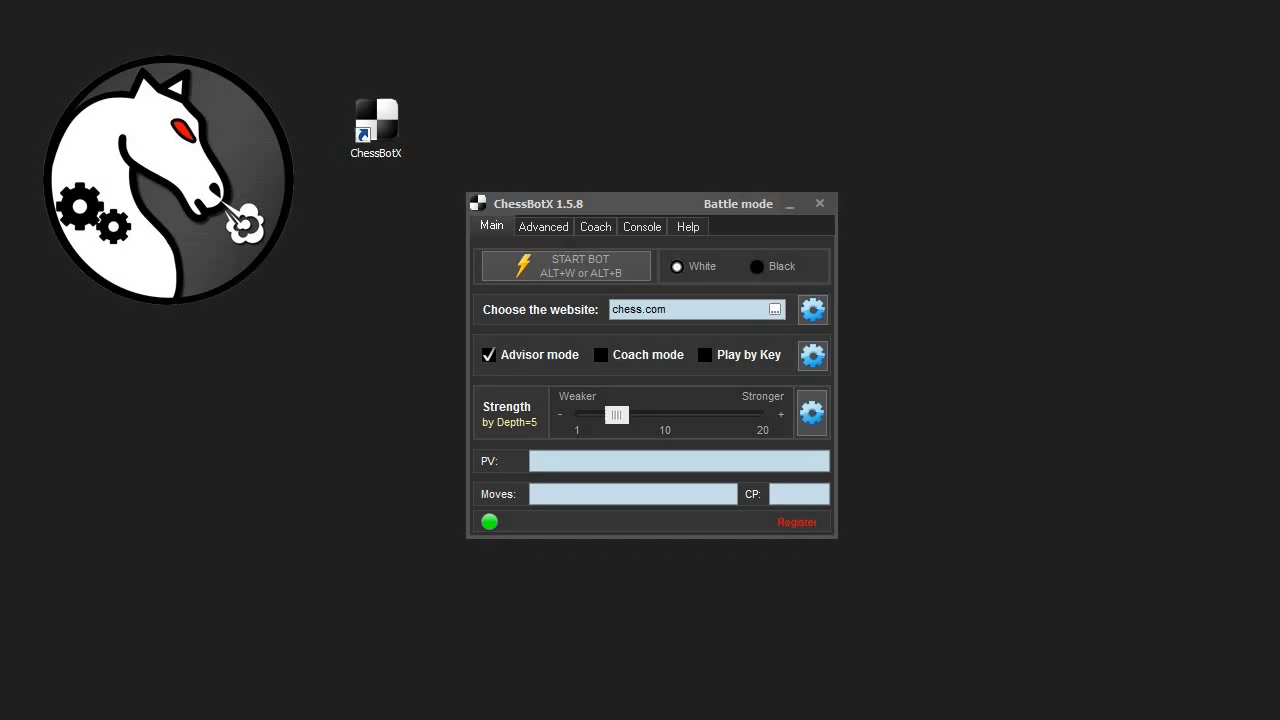 ChessBotX
ChessBotX 1.5.8 Battle mode
Main Advanced Coach Console Help
START BOT
ALT+W or ALT+B
White Black
Choose the website: chess.com ...
Advisor mode Coach mode Play by Key
Strength
by Depth=5
Weaker Stronger
- +
1 10 20
PV:
Moves: CP:
Register